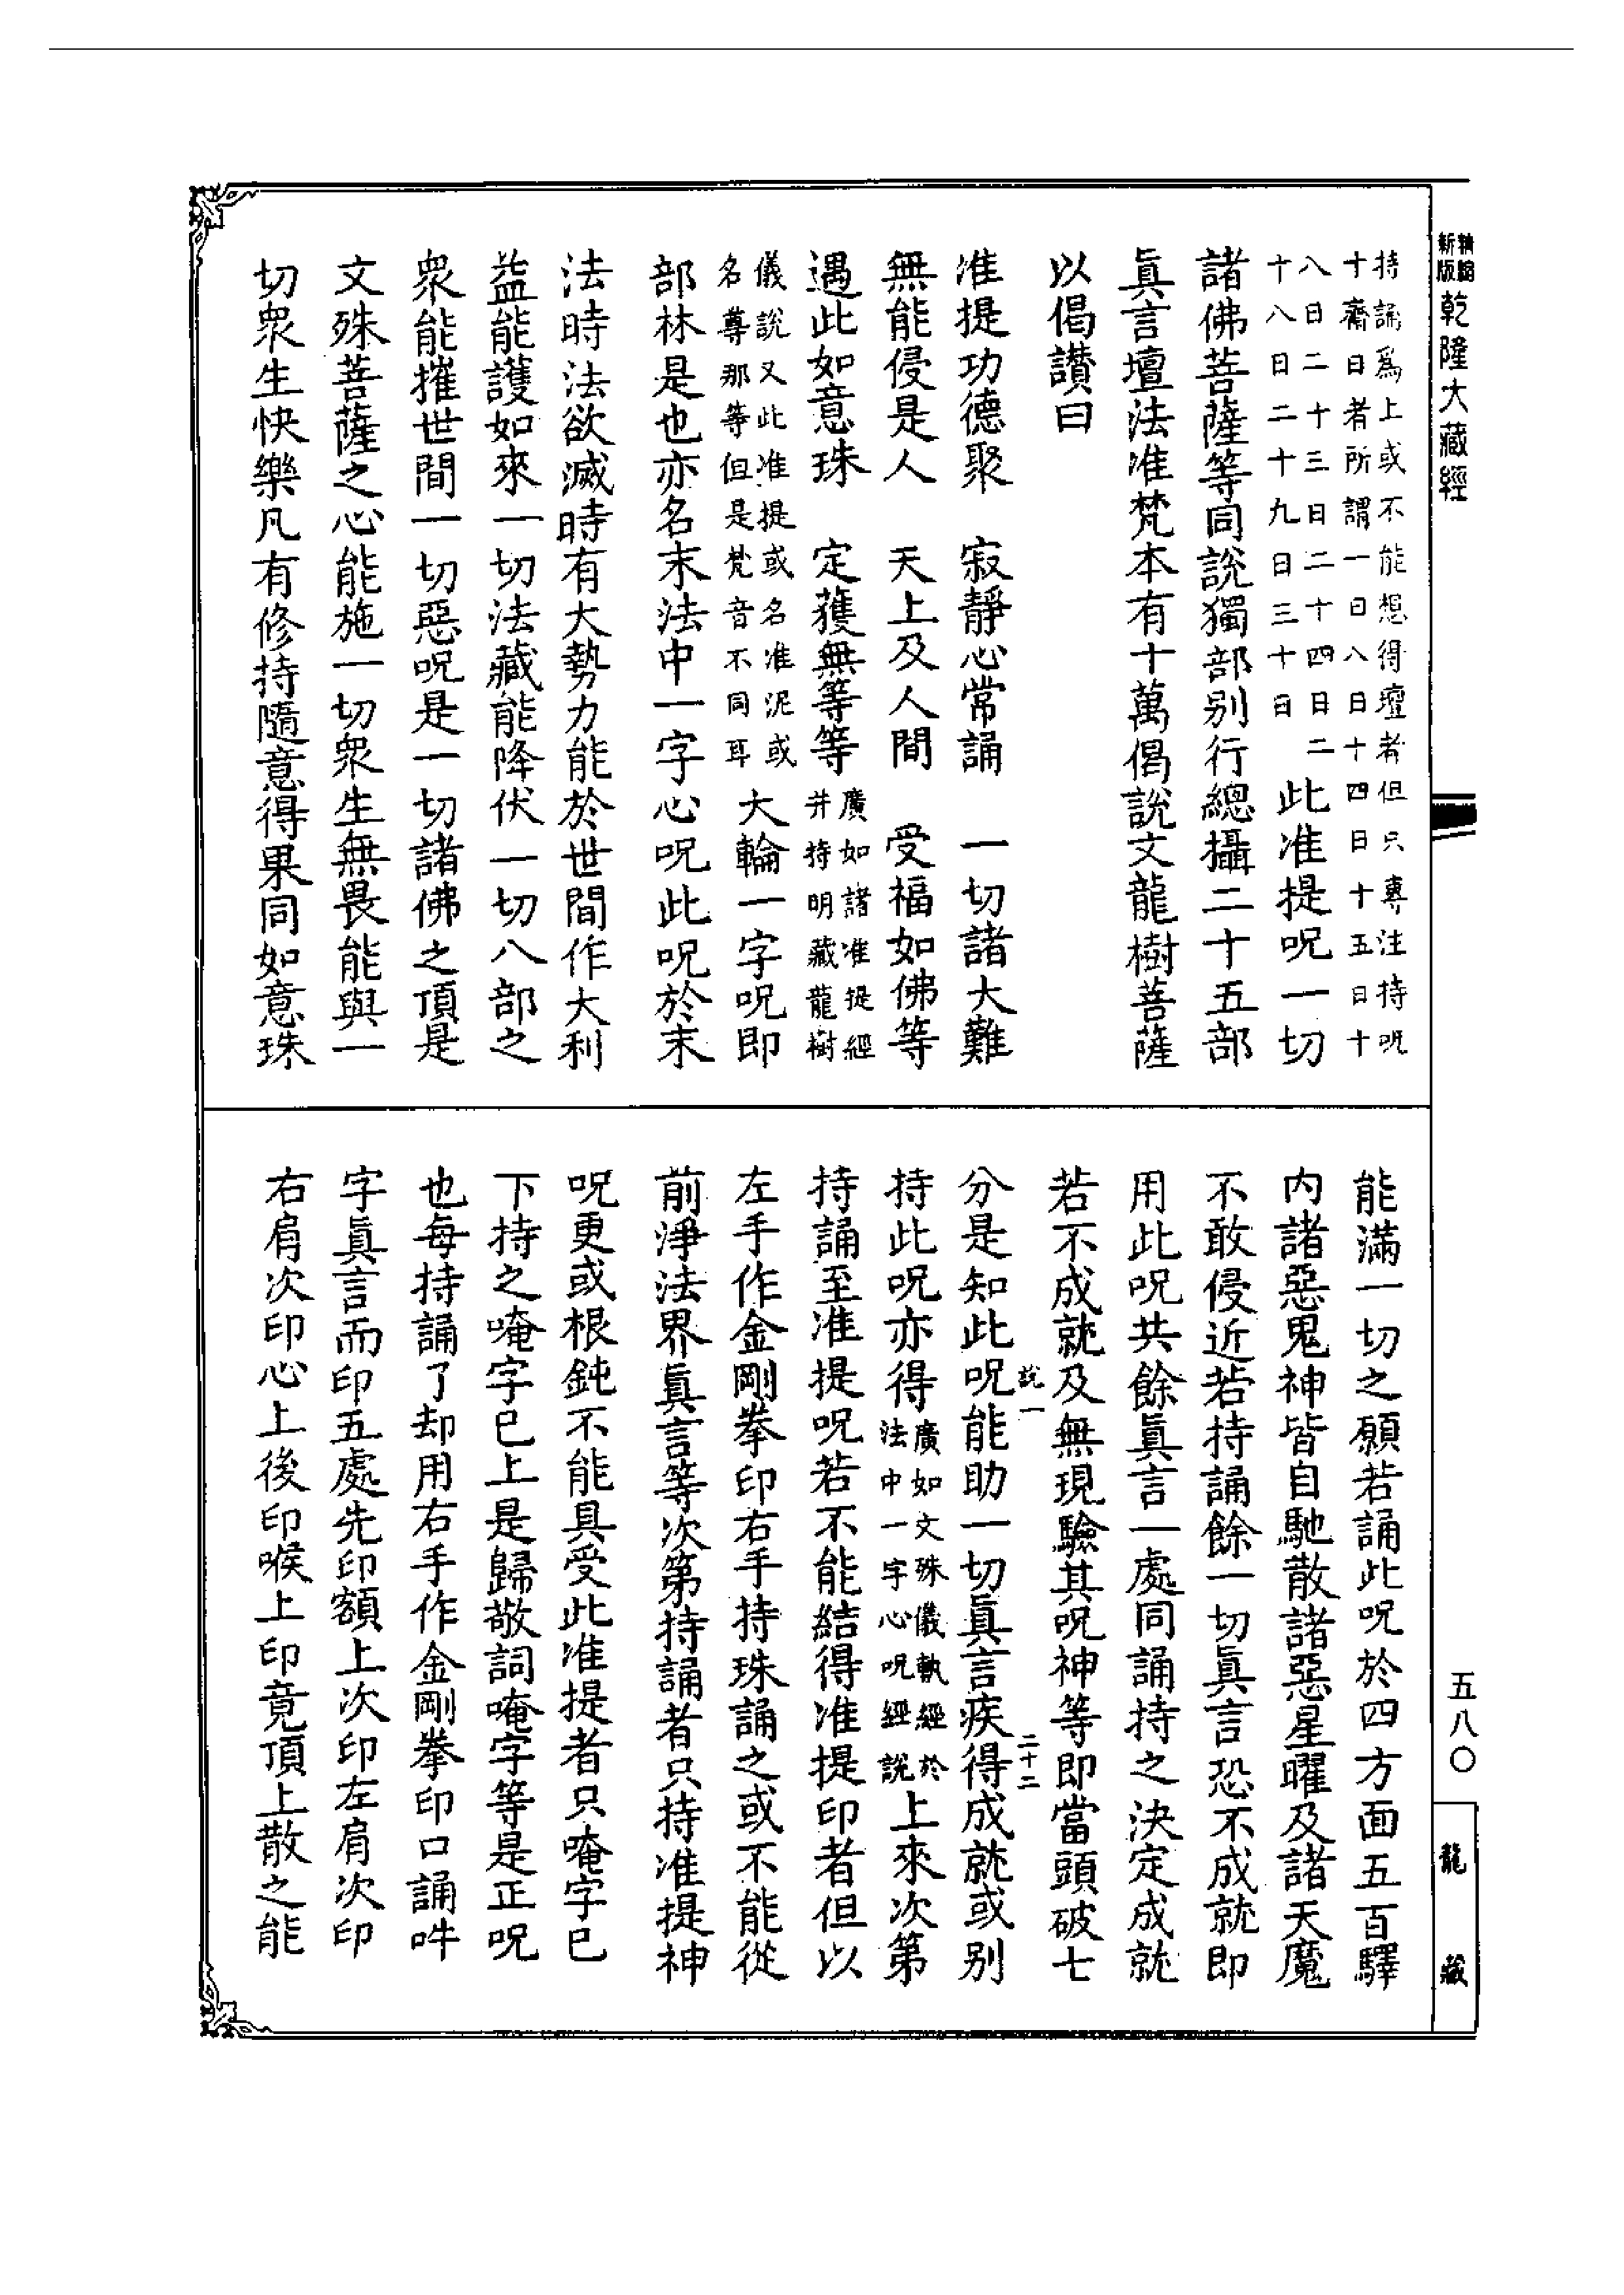 新版 精縮 乾隆大藏經
持誦爲上或不能想得壇者但只專注持呪
十齋日者所謂一日八日十四日十五日十
八日二十三日二十四日二
十八日二十九日三十日
此准提呪一切
諸佛菩薩等同說獨部别行總攝二十五部
眞言壇法准梵本有十萬偈說文龍樹菩薩
以偈讃曰
准提功德聚　寂靜心常誦　一切諸大難
無能侵是人　天上及人間　受福如佛等
遇此如意珠　定獲無等等
廣如諸准提經
并持明藏龍樹
儀說又此准提或名准泥或
名尊那等但是梵音不同耳
大輪一字呪即
部林是也亦名末法中一字心呪此呪於末
法時法欲滅時有大勢力能於世間作大利
益能護如來一切法藏能降伏一切八部之
衆能摧世間一切惡呪是一切諸佛之頂是
文殊菩薩之心能施一切衆生無畏能與一
切衆生快樂凡有修持隨意得果同如意珠
能滿一切之願若誦此呪於四方面五百驛
内諸惡鬼神皆自馳散諸惡星曜及諸天魔
不敢侵近若持誦餘一切眞言恐不成就即
用此呪共餘眞言一處同誦持之決定成就
若不成就及無現驗其呪神等即當頭破七
說一　二十二
分是知此呪能助一切眞言疾得成就或别
持此呪亦得
廣如文殊儀軌經於
法中一字心呪經說
上來次第
持誦至准提呪若不能結得准提印者但以
左手作金剛拳印右手持珠誦之或不能從
前淨法界眞言等次第持誦者只持准提神
呪更或根鈍不能具受此准提者只唵字已
下持之唵字已上是歸敬詞唵字等是正呪
也每持誦了却用右手作金剛拳印口誦吽
字眞言而印五處先印額上次印左肩次印
右肩次印心上後印喉上印竟頂上散之能
五八〇
龍藏